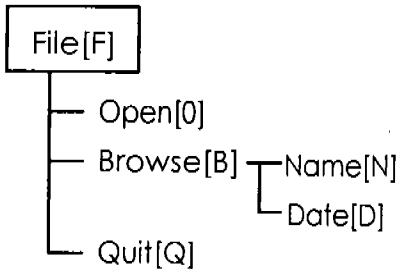 File[F]
Open[0]
Browse[B] Name[N]
Date[D]
Quit[Q]